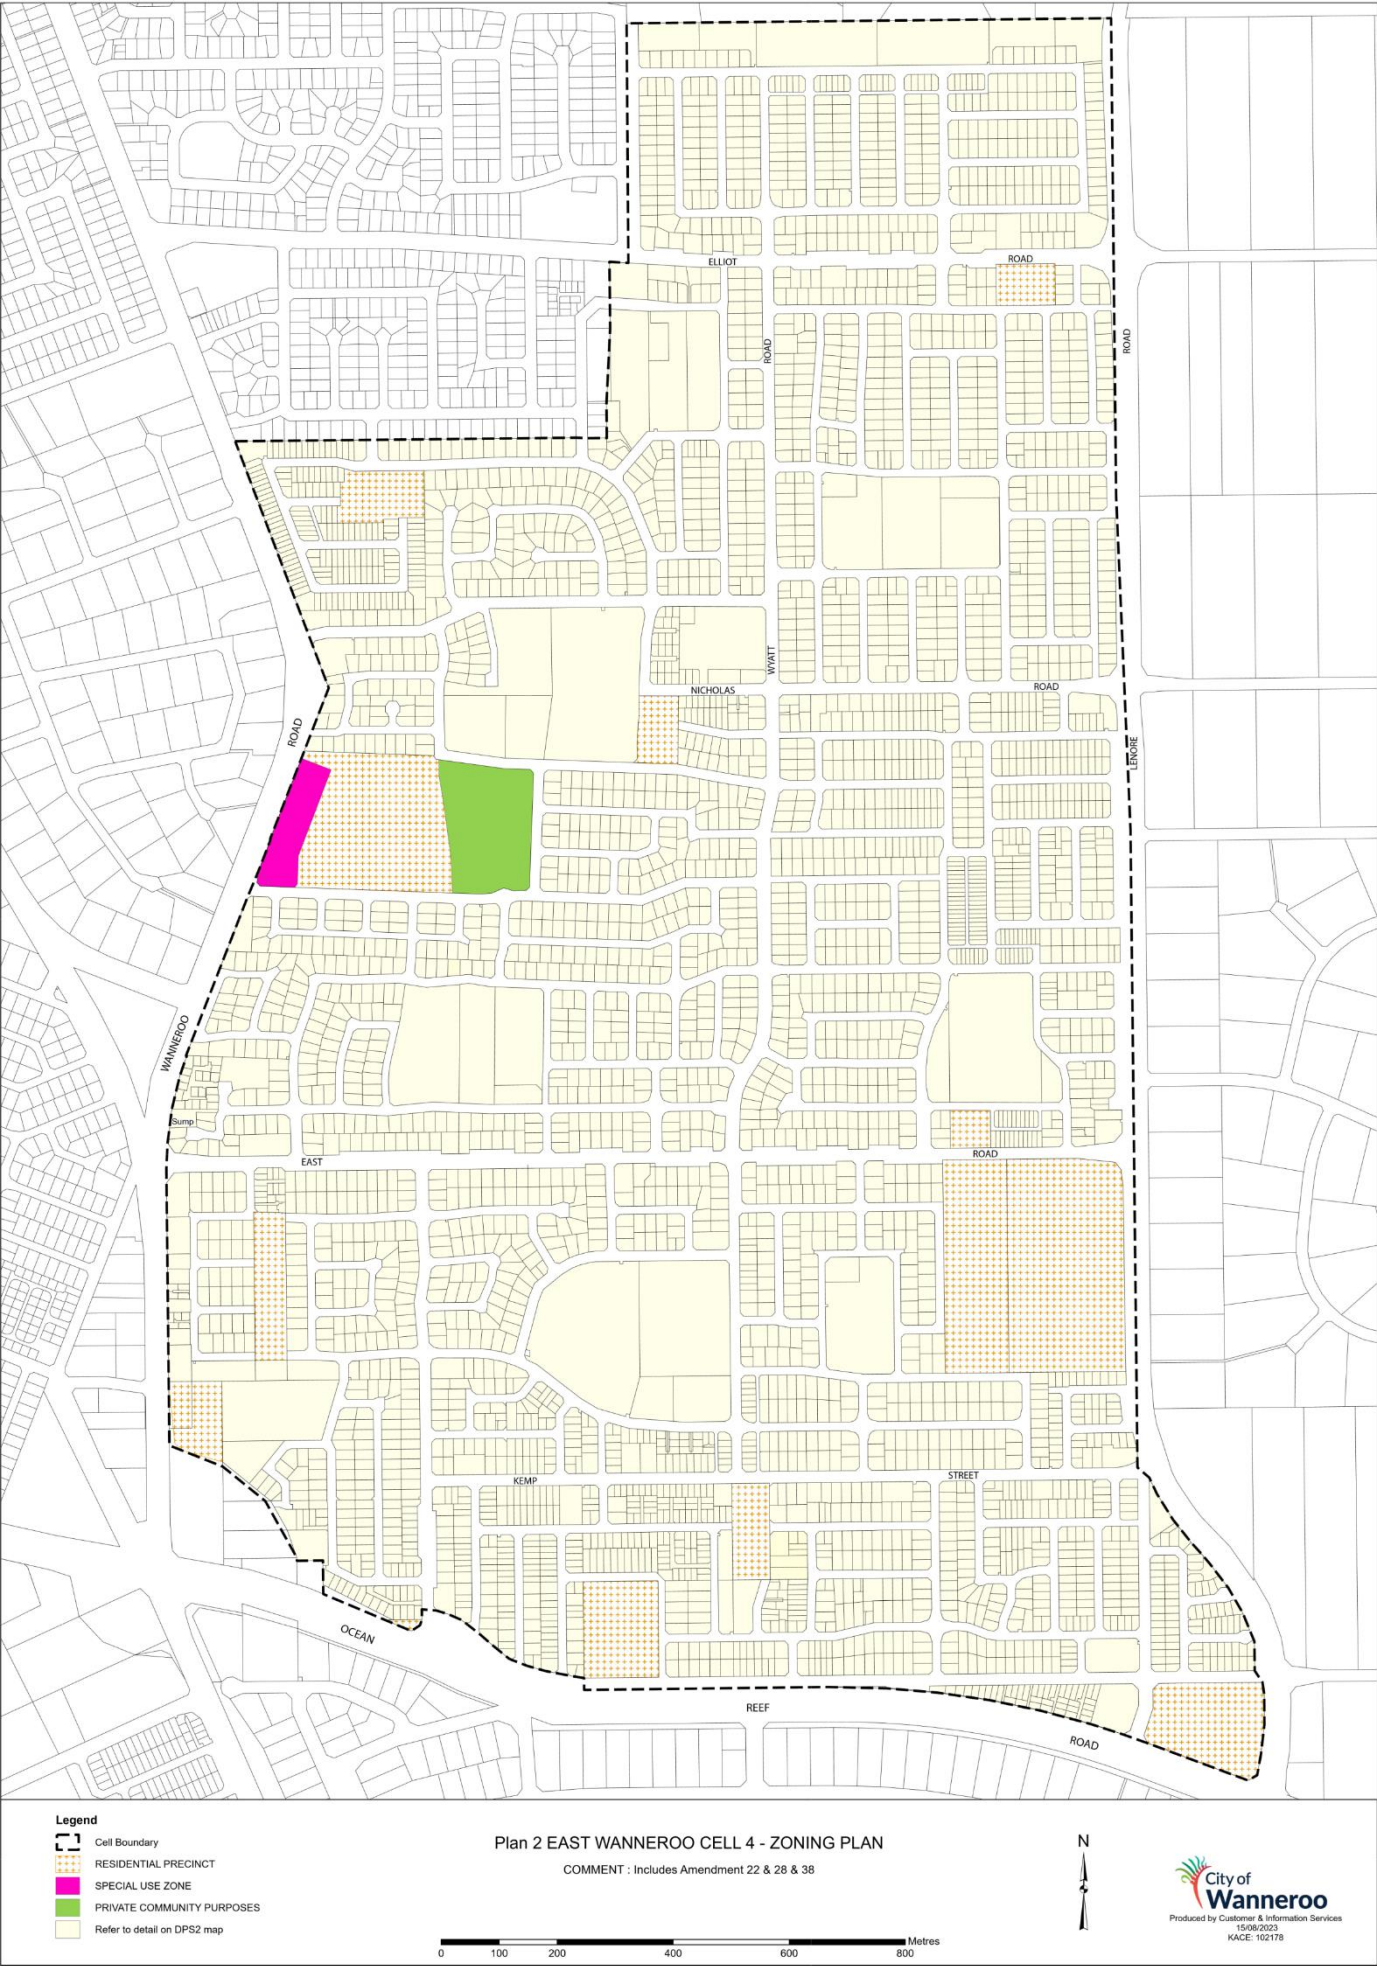 ELLIOT
ROAD
ROAD
ROAD
WYATT
NICHOLAS
ROAD
ROAD
LENORE
WANNEROO
Sump
EAST
ROAD
KEMP
STREET
OCEAN
REEF
ROAD
Legend
Cell Boundary
RESIDENTIAL PRECINCT
SPECIAL USE ZONE
PRIVATE COMMUNITY PURPOSES
Refer to detail on DPS2 map
Plan 2 EAST WANNEROO CELL 4 - ZONING PLAN
COMMENT : Includes Amendment 22 & 28 & 38
0 100 200 400 600 800 Metres
N
City of
Wanneroo
Produced by Customer & Information Services
15/08/2023
KACE: 102178